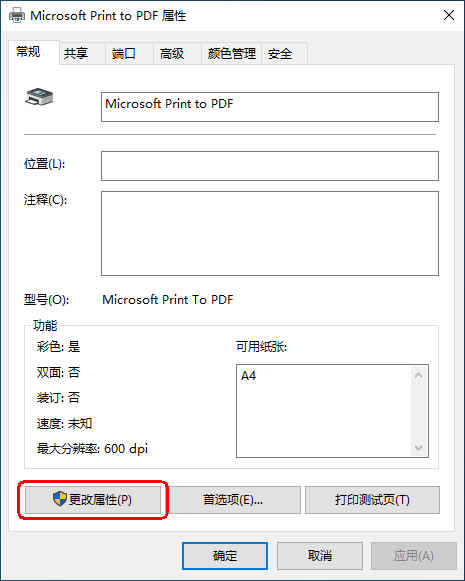 Microsoft Print to PDF 属性
常规 共享 端口 高级 颜色管理 安全
Microsoft Print to PDF
位置(L):
注释(C):
型号(O): Microsoft Print To PDF
功能
彩色: 是 可用纸张:
双面: 否 A4
装订: 否
速度: 未知
最大分辨率: 600 dpi
更改属性(P) 首选项(E)... 打印测试页(T)
确定 取消 应用(A)